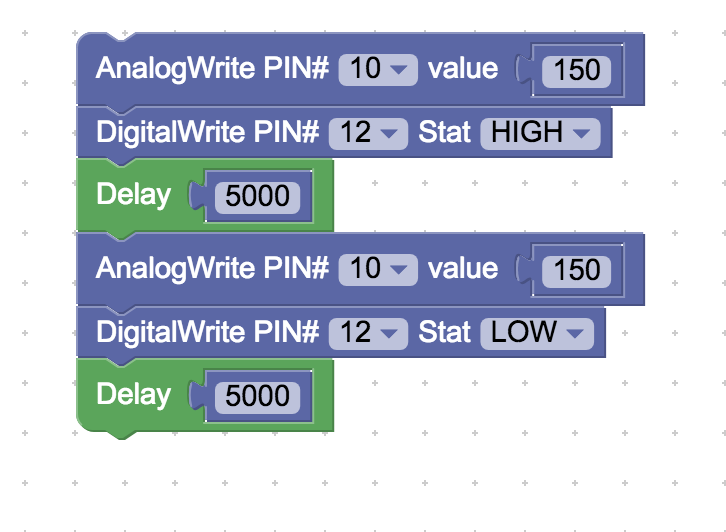 AnalogWrite PIN# 10 value 150
DigitalWrite PIN# 12 Stat HIGH
Delay 5000
AnalogWrite PIN# 10 value 150
DigitalWrite PIN# 12 Stat LOW
Delay 5000